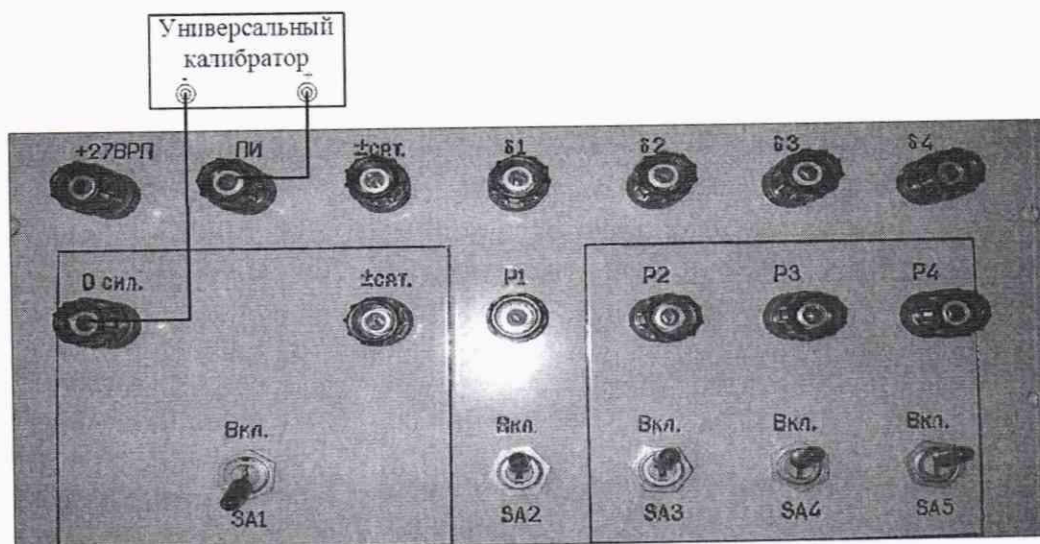 Универсальный
калибратор
- +
+27ВРП ПИ ±сят. δ1 δ2 δ3 δ4
0 сил. ±сят. Р1 Р2 Р3 Р4
Вкл. Вкл. Вкл. Вкл. Вкл.
SA1 SA2 SA3 SA4 SA5